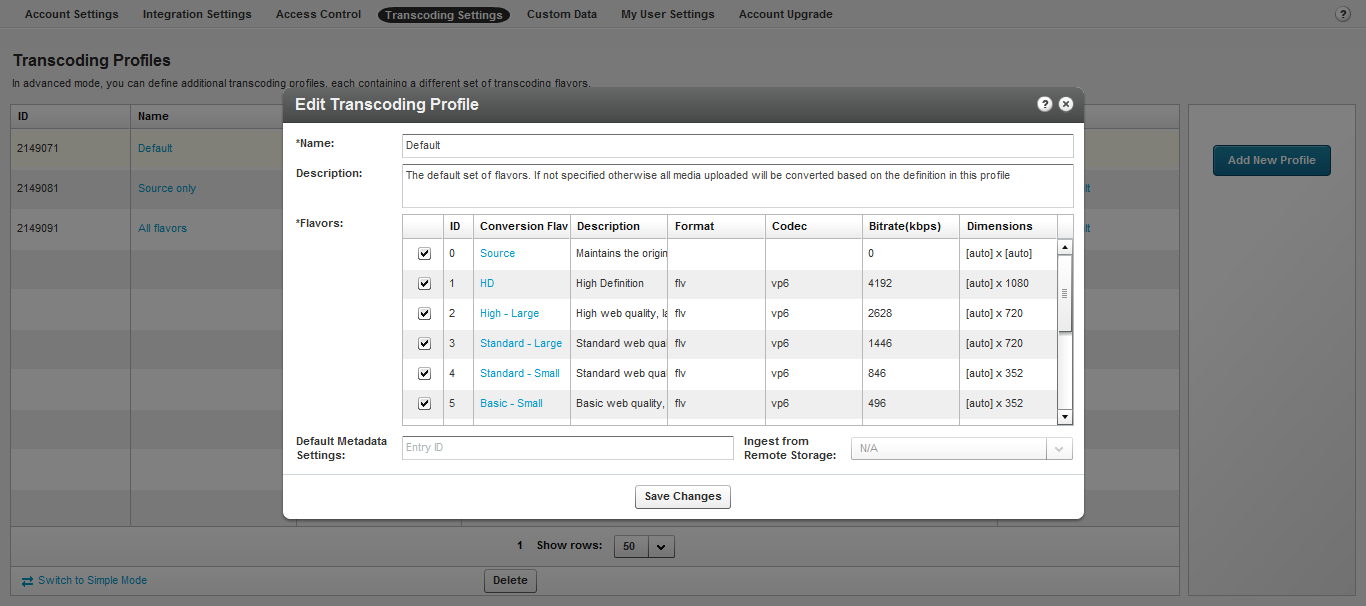 Account Settings Integration Settings Access Control Transcoding Settings Custom Data My User Settings Account Upgrade ?
Transcoding Profiles
In advanced mode, you can define additional transcoding profiles, each containing a different set of transcoding flavors.
ID Name
2149071 Default
2149081 Source only
2149091 All flavors
Add New Profile
Edit Transcoding Profile ?
*Name: Default
Description: The default set of flavors. If not specified otherwise all media uploaded will be converted based on the definition in this profile
*Flavors:
ID Conversion Flav Description Format Codec Bitrate(kbps) Dimensions
0 Source Maintains the origin 0 [auto] x [auto]
1 HD High Definition flv vp6 4192 [auto] x 1080
2 High - Large High web quality, la flv vp6 2628 [auto] x 720
3 Standard - Large Standard web qua flv vp6 1446 [auto] x 720
4 Standard - Small Standard web qua flv vp6 846 [auto] x 352
5 Basic - Small Basic web quality, flv vp6 496 [auto] x 352
Default Metadata
Settings:
Entry ID
Ingest from
Remote Storage:
N/A
Save Changes
1 Show rows: 50
Switch to Simple Mode
Delete